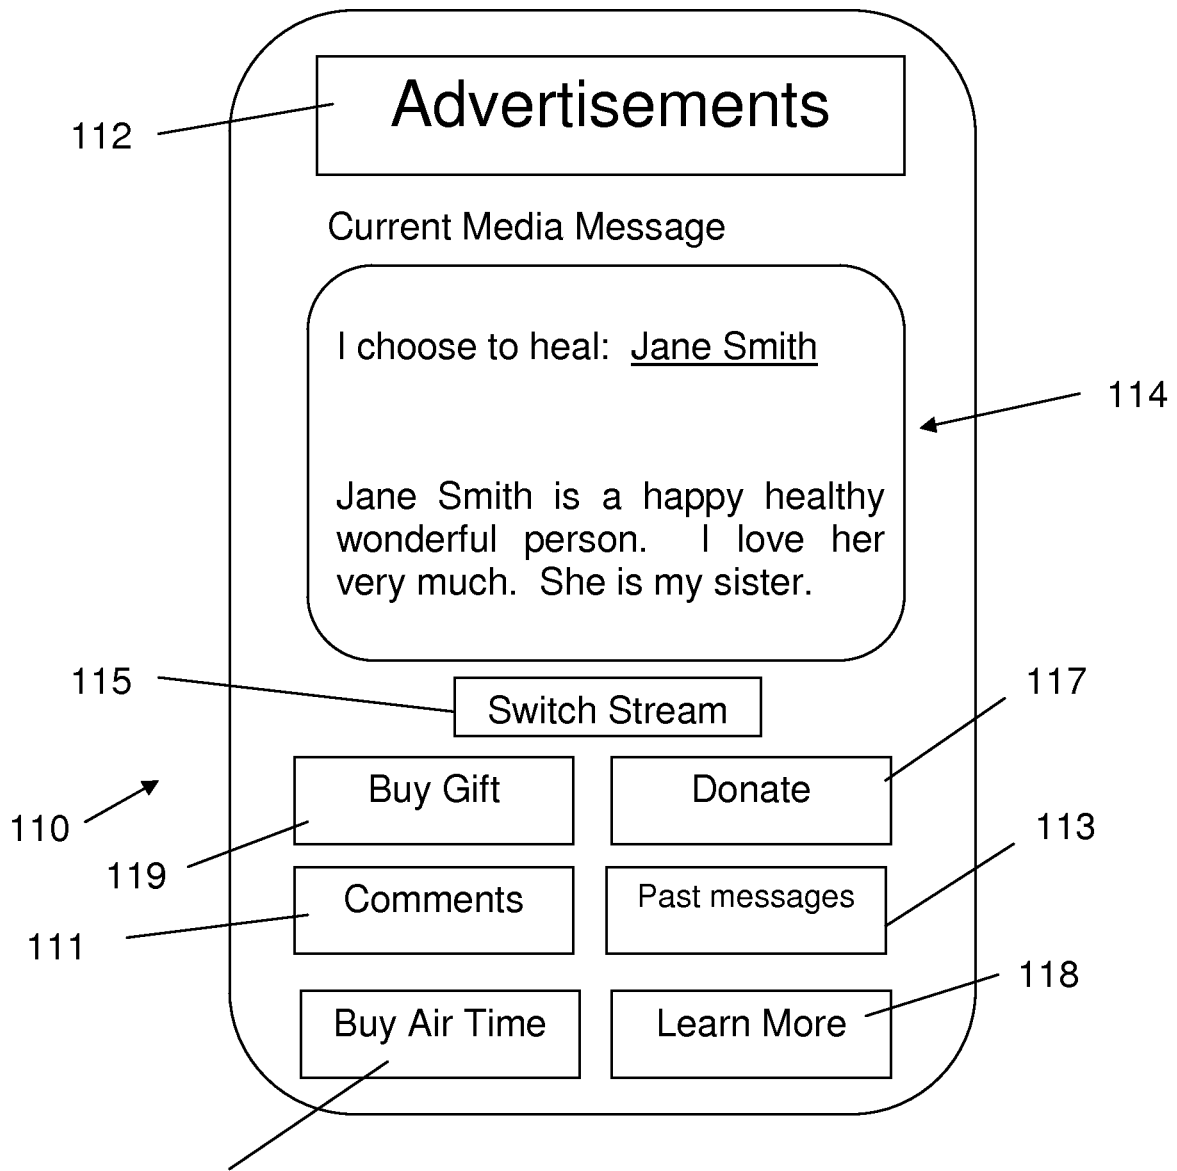 Advertisements
112
Current Media Message
I choose to heal: Jane Smith
114
Jane Smith is a happy healthy
wonderful person. I love her
very much. She is my sister.
115
117
Switch Stream
Buy Gift
Donate
110
113
119
Comments
Past messages
111
118
Buy Air Time
Learn More